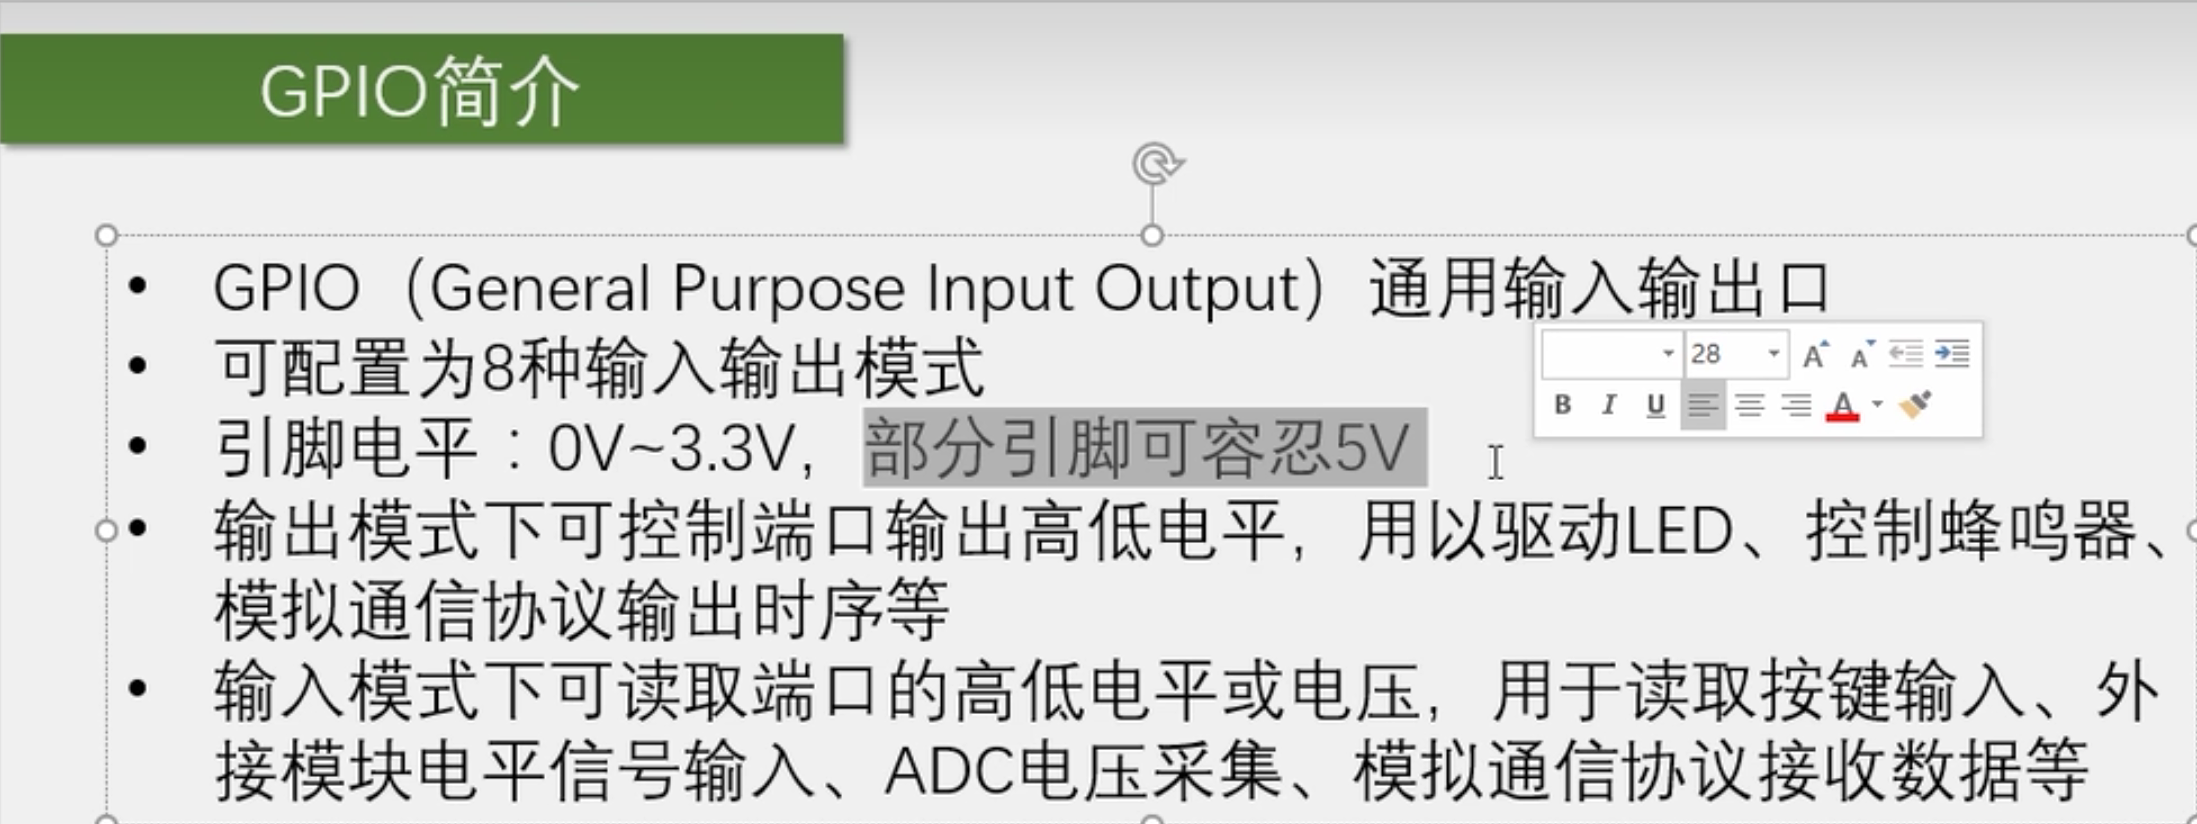 GPIO简介
GPIO（General Purpose Input Output）通用输入输出口
可配置为8种输入输出模式
28
B I U A
引脚电平：0V~3.3V，部分引脚可容忍5V
输出模式下可控制端口输出高低电平，用以驱动LED、控制蜂鸣器、
模拟通信协议输出时序等
输入模式下可读取端口的高低电平或电压，用于读取按键输入、外
接模块电平信号输入、ADC电压采集、模拟通信协议接收数据等